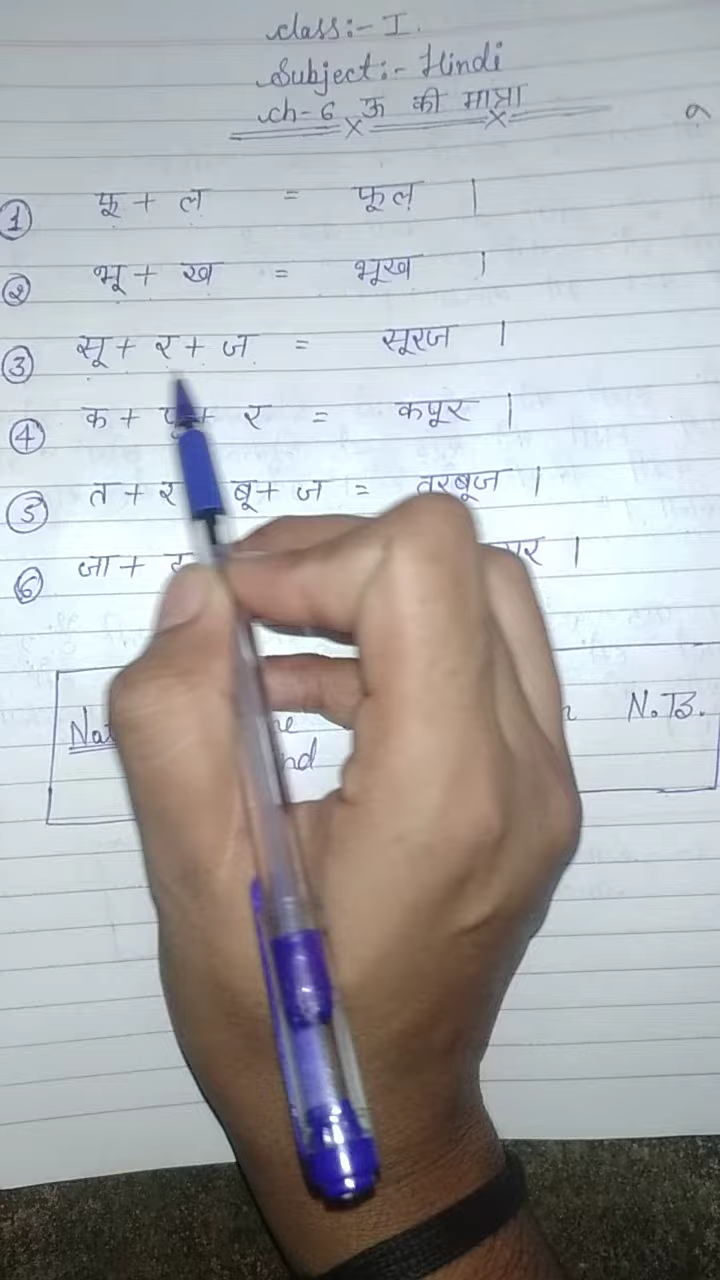 Class:- I.
Subject:- Hindi
Ch-6 ऊ की मात्रा
① फू + ल = फूल |
② भू + ख = भूख |
③ सू + र + ज = सूरज |
④ क + पू + र = कपूर |
⑤ त + र बू + ज = तरबूज |
⑥ जा + |
N.B.